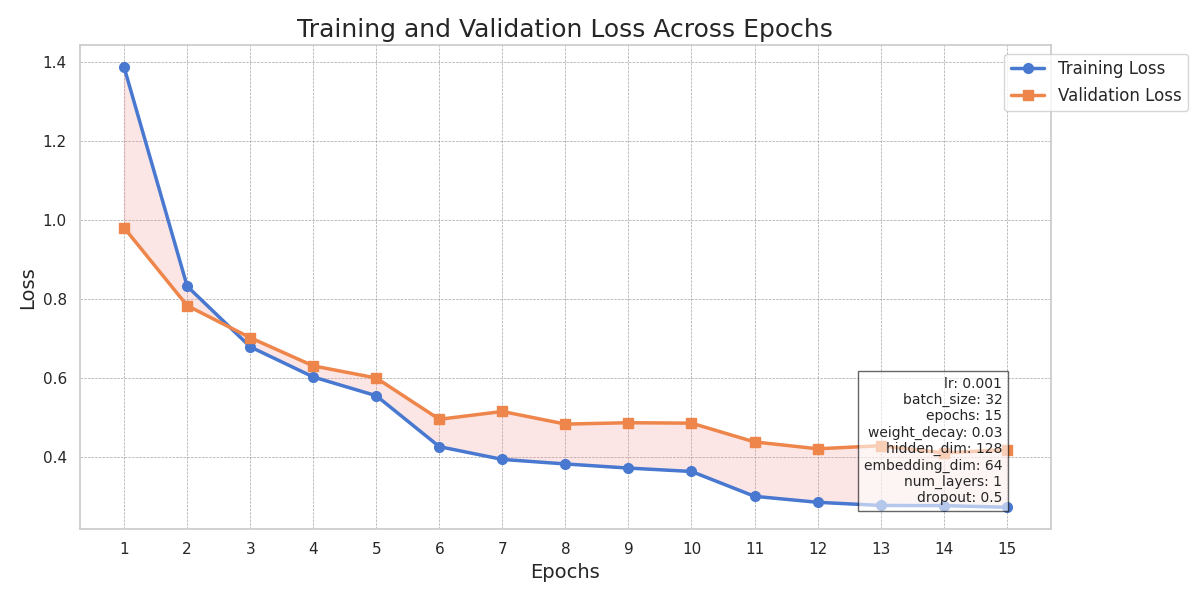 Training and Validation Loss Across Epochs
Training Loss
Validation Loss
Loss
1.4
1.2
1.0
0.8
0.6
0.4
lr: 0.001
batch_size: 32
epochs: 15
weight_decay: 0.03
hidden_dim: 128
embedding_dim: 64
num_layers: 1
dropout: 0.5
1 2 3 4 5 6 7 8 9 10 11 12 13 14 15
Epochs